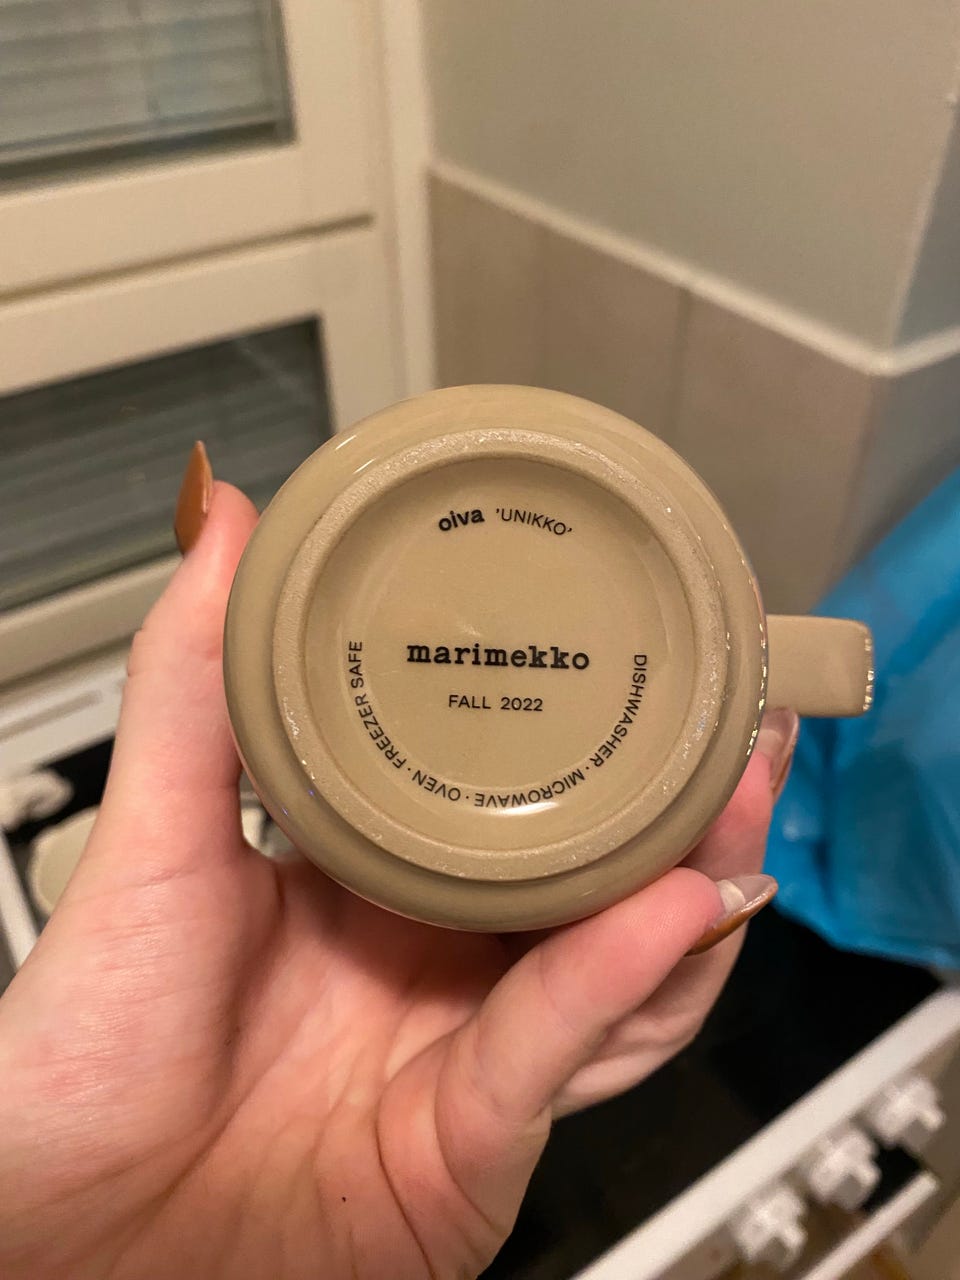 oiva 'UNIKKO'
marimekko
FALL 2022
DISHWASHER · MICROWAVE · OVEN · FREEZER SAFE